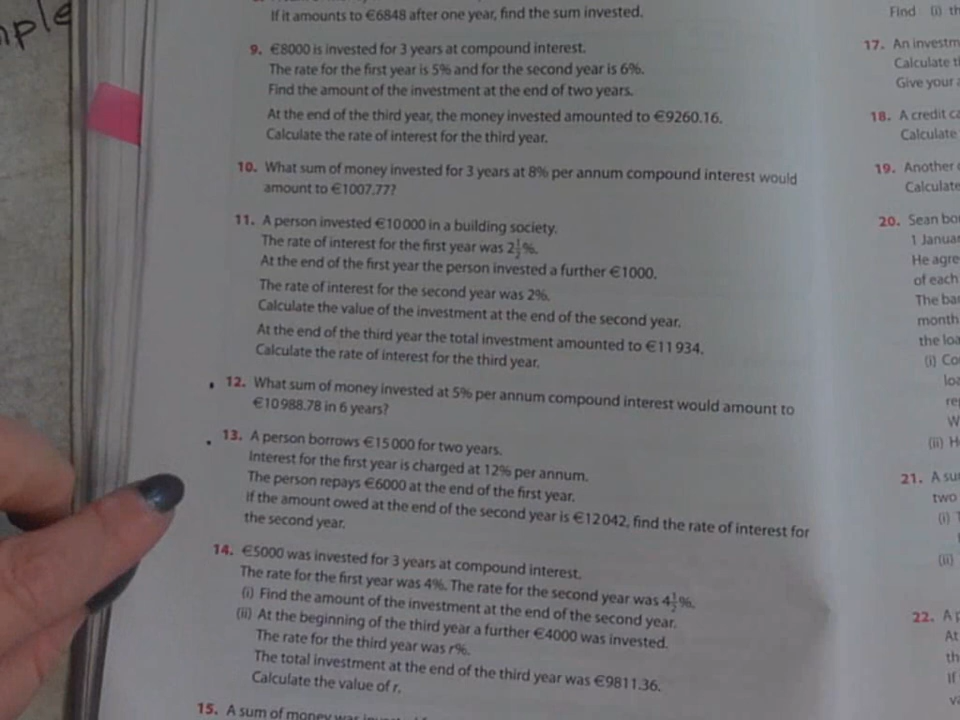 If it amounts to €6848 after one year, find the sum invested.
9. €8000 is invested for 3 years at compound interest.
The rate for the first year is 5% and for the second year is 6%.
Find the amount of the investment at the end of two years.
At the end of the third year, the money invested amounted to €9260.16.
Calculate the rate of interest for the third year.
10. What sum of money invested for 3 years at 8% per annum compound interest would
amount to €1007.77?
11. A person invested €10 000 in a building society.
The rate of interest for the first year was 2½%.
At the end of the first year the person invested a further €1000.
The rate of interest for the second year was 2%.
Calculate the value of the investment at the end of the second year.
At the end of the third year the total investment amounted to €11 934.
Calculate the rate of interest for the third year.
12. What sum of money invested at 5% per annum compound interest would amount to
€10 988.78 in 6 years?
13. A person borrows €15 000 for two years.
Interest for the first year is charged at 12% per annum.
The person repays €6000 at the end of the first year.
If the amount owed at the end of the second year is €12 042, find the rate of interest for
the second year.
14. €5000 was invested for 3 years at compound interest.
The rate for the first year was 4%. The rate for the second year was 4½%.
(i) Find the amount of the investment at the end of the second year.
(ii) At the beginning of the third year a further €4000 was invested.
The rate for the third year was r%.
The total investment at the end of the third year was €9811.36.
Calculate the value of r.
15. A sum of money was
Find (i)
17. An
Calculate
Give your
18. A credit
Calculate
19. Another
Calculate
20. Sean
1
He
of each
The
month
the
(i)
(ii)
21. A
two
(i)
(ii)
22. A
At
If